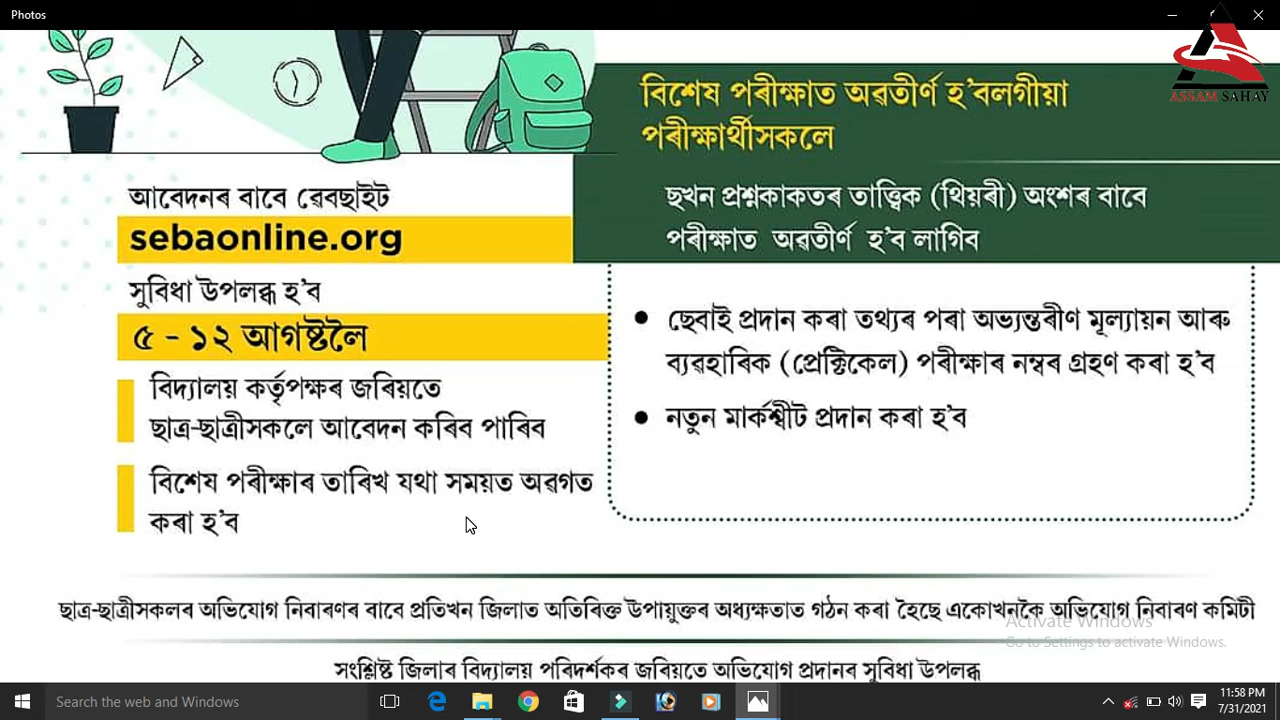 Photos
ASSAM SAHAY
আবেদনৰ বাবে ৱেবছাইট
sebaonline.org
সুবিধা উপলব্ধ হ'ব
৫ - ১২ আগষ্টলৈ
বিদ্যালয় কৰ্তৃপক্ষৰ জৰিয়তে
ছাত্ৰ-ছাত্ৰীসকলে আবেদন কৰিব পাৰিব
বিশেষ পৰীক্ষাৰ তাৰিখ যথা সময়ত অৱগত
কৰা হ'ব
বিশেষ পৰীক্ষাত অৱতীৰ্ণ হ'বলগীয়া
পৰীক্ষাৰ্থীসকলে
ছখন প্ৰশ্নকাকতৰ তাত্ত্বিক (থিয়ৰী) অংশৰ বাবে
পৰীক্ষাত অৱতীৰ্ণ হ'ব লাগিব
● ছেবাই প্ৰদান কৰা তথ্যৰ পৰা অভ্যন্তৰীণ মূল্যায়ন আৰু
ব্যৱহাৰিক (প্ৰেক্টিকেল) পৰীক্ষাৰ নম্বৰ গ্ৰহণ কৰা হ'ব
● নতুন মাৰ্কশ্বীট প্ৰদান কৰা হ'ব
ছাত্ৰ-ছাত্ৰীসকলৰ অভিযোগ নিবাৰণৰ বাবে প্ৰতিখন জিলাত অতিৰিক্ত উপায়ুক্তৰ অধ্যক্ষতাত গঠন কৰা হৈছে একোখনকৈ অভিযোগ নিবাৰণ কমিটী
Activate Windows
Go to Settings to activate Windows.
সংশ্লিষ্ট জিলাৰ বিদ্যালয় পৰিদৰ্শকৰ জৰিয়তে অভিযোগ প্ৰদানৰ সুবিধা উপলব্ধ
Search the web and Windows
11:58 PM
7/31/2021